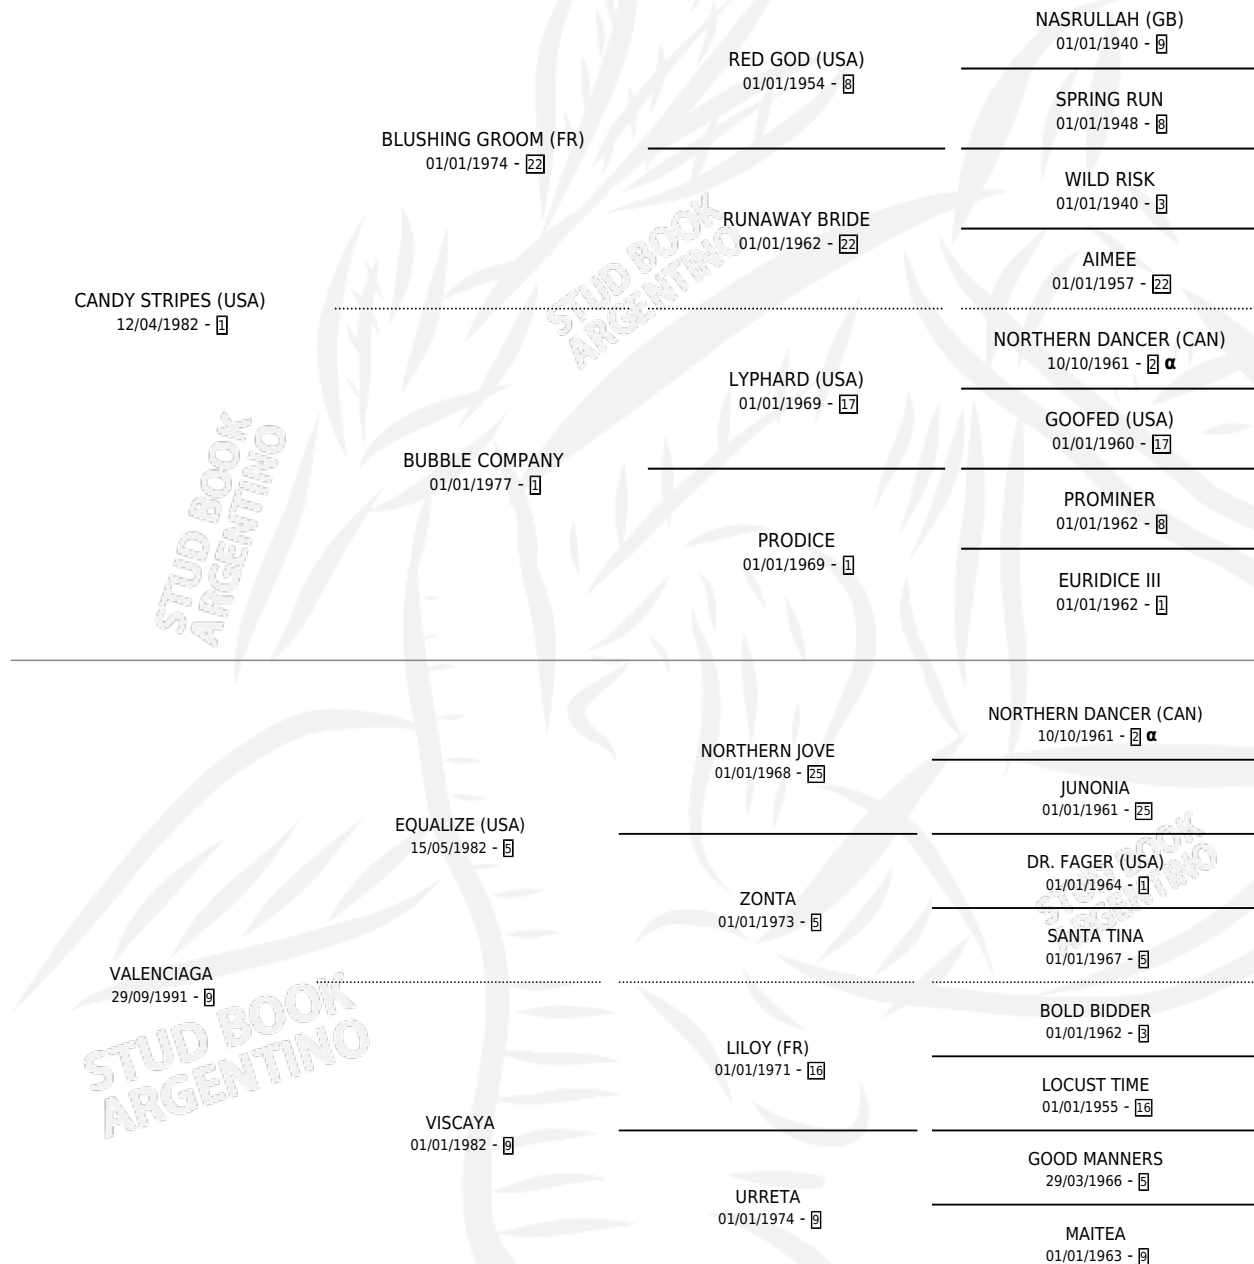 NASRULLAH (GB)
01/01/1940 - 9
RED GOD (USA)
01/01/1954 - 8
SPRING RUN
01/01/1948 - 8
BLUSHING GROOM (FR)
01/01/1974 - 22
WILD RISK
01/01/1940 - 3
RUNAWAY BRIDE
01/01/1962 - 22
AIMEE
01/01/1957 - 22
CANDY STRIPES (USA)
12/04/1982 - 1
NORTHERN DANCER (CAN)
10/10/1961 - 2 α
LYPHARD (USA)
01/01/1969 - 17
GOOFED (USA)
01/01/1960 - 17
BUBBLE COMPANY
01/01/1977 - 1
PROMINER
01/01/1962 - 8
PRODICE
01/01/1969 - 1
EURIDICE III
01/01/1962 - 1
NORTHERN DANCER (CAN)
10/10/1961 - 2 α
NORTHERN JOVE
01/01/1968 - 25
JUNONIA
01/01/1961 - 25
EQUALIZE (USA)
15/05/1982 - 5
DR. FAGER (USA)
01/01/1964 - 1
ZONTA
01/01/1973 - 5
SANTA TINA
01/01/1967 - 5
VALENCIAGA
29/09/1991 - 9
BOLD BIDDER
01/01/1962 - 3
LILOY (FR)
01/01/1971 - 16
LOCUST TIME
01/01/1955 - 16
VISCAYA
01/01/1982 - 9
GOOD MANNERS
29/03/1966 - 5
URRETA
01/01/1974 - 9
MAITEA
01/01/1963 - 9
STUD BOOK
ARGENTINO
STUD BOOK
ARGENTINO
STUD BOOK
ARGENTINO
STUD BOOK
ARGENTINO